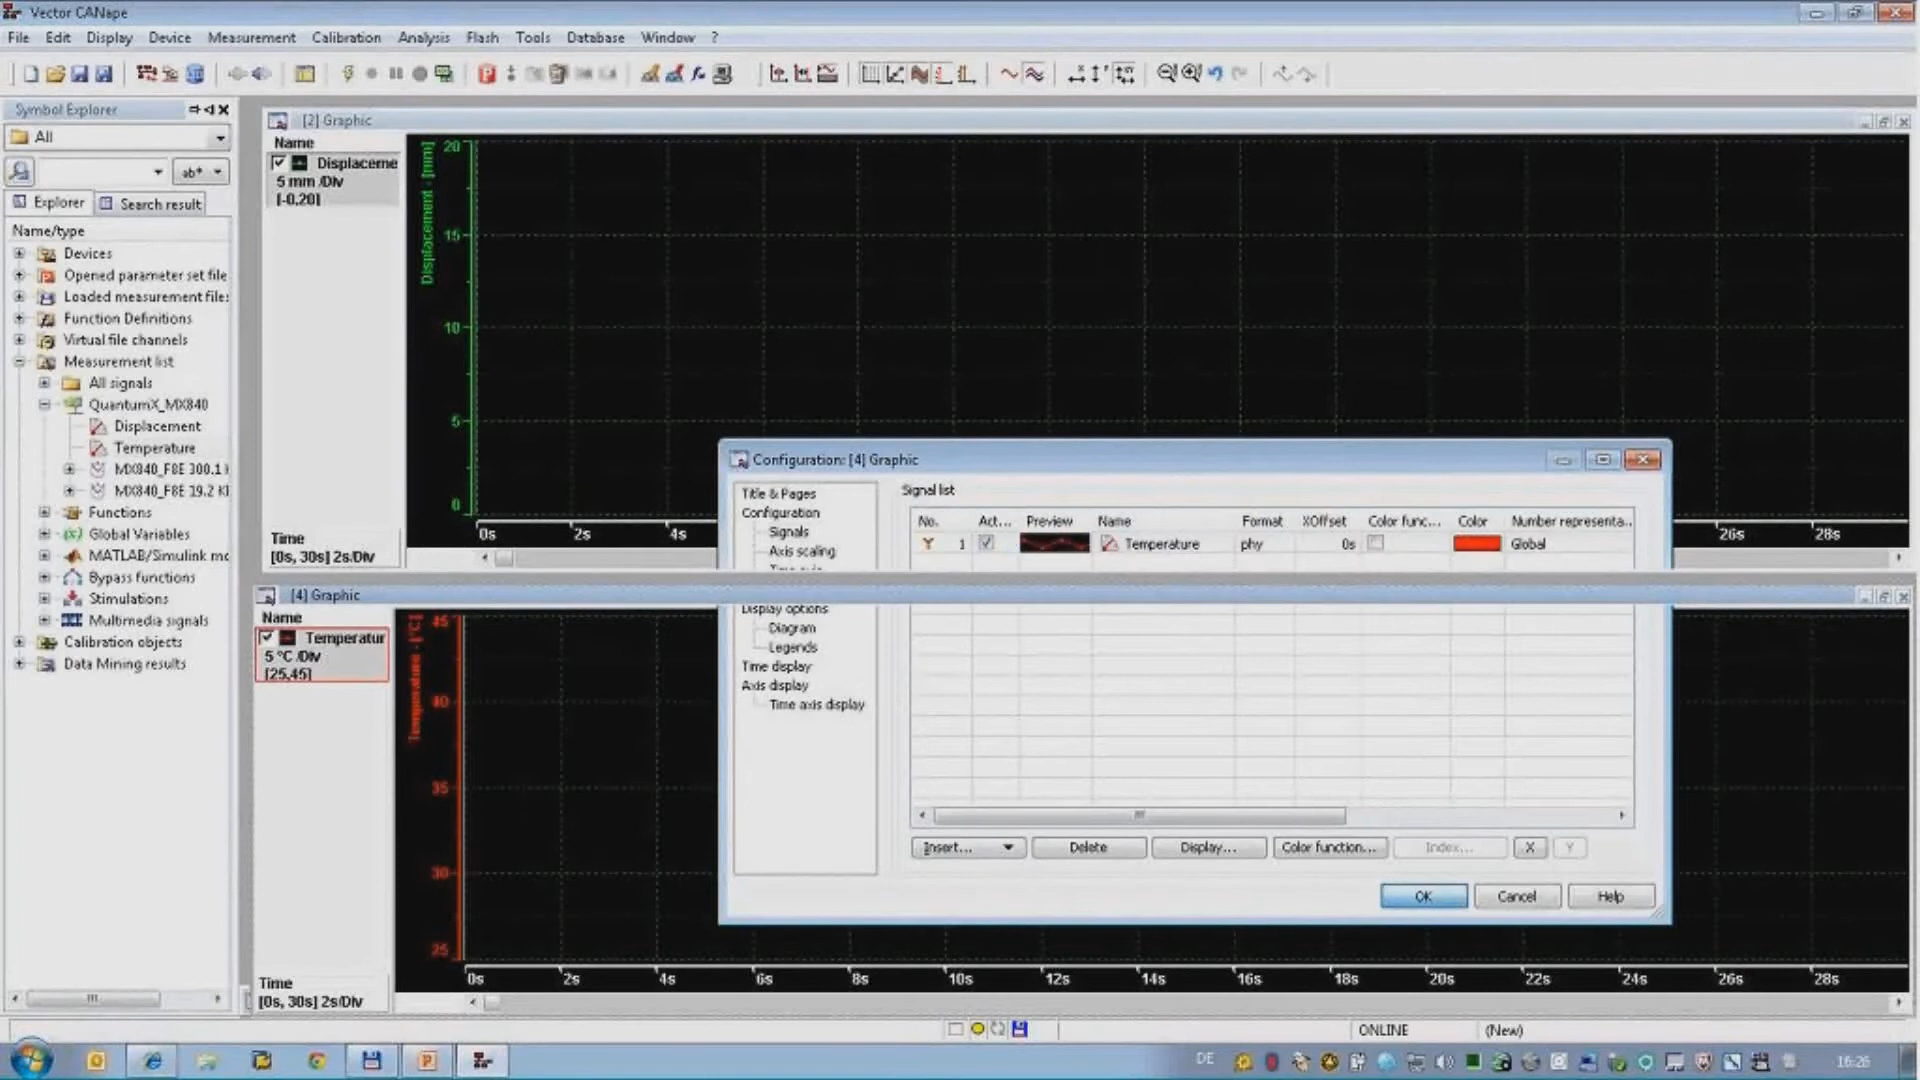 Vector CANape
File Edit Display Device Measurement Calibration Analysis Flash Tools Database Window ?
Symbol Explorer
All
ab*
Explorer Search result
Name/type
Devices
Opened parameter set file
Loaded measurement file:
Function Definitions
Virtual file channels
Measurement list
All signals
QuantumX_MX840
Displacement
Temperature
MX840_F8E 300.1
MX840_F8E 19.2 K
Functions
Global Variables
MATLAB/Simulink mo
Bypass functions
Stimulations
Multimedia signals
Calibration objects
Data Mining results
[2] Graphic
Name
Displaceme
5 mm /Div
[-0,20]
Time
[0s, 30s] 2s/Div
Displacement - [mm]
20
15
10
5
0
0s 2s 4s 26s 28s
Configuration: [4] Graphic
Title & Pages
Configuration
Signals
Axis scaling
Display options
Diagram
Legends
Time display
Axis display
Time axis display
Signal list
No. Act... Preview Name Format XOffset Color func... Color Number representa...
Y 1 Temperature phy 0s Global
Insert... Delete Display... Color function... Index... X Y
OK Cancel Help
[4] Graphic
Name
Temperatur
5 °C /Div
[25,45]
Time
[0s, 30s] 2s/Div
Temperature - [°C]
45
40
35
30
25
0s 2s 4s 6s 8s 10s 12s 14s 16s 18s 20s 22s 24s 26s 28s
ONLINE (New)
DE
16:26